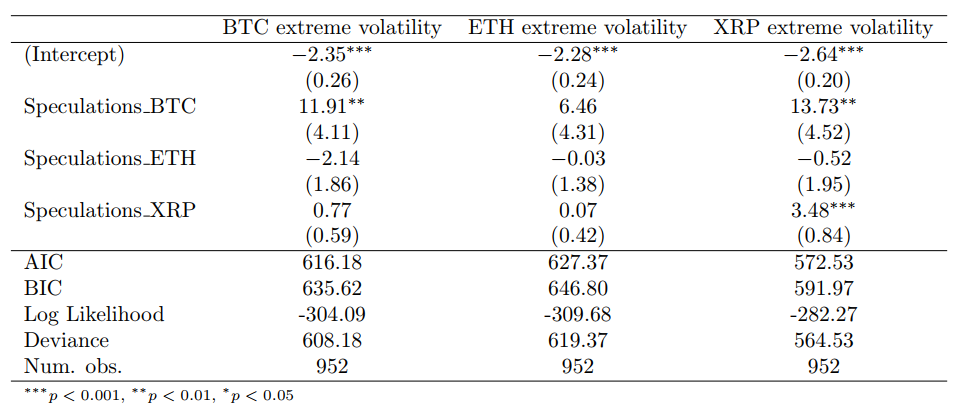 BTC extreme volatility ETH extreme volatility XRP extreme volatility
(Intercept) −2.35*** −2.28*** −2.64***
(0.26) (0.24) (0.20)
Speculations_BTC 11.91** 6.46 13.73**
(4.11) (4.31) (4.52)
Speculations_ETH −2.14 −0.03 −0.52
(1.86) (1.38) (1.95)
Speculations_XRP 0.77 0.07 3.48***
(0.59) (0.42) (0.84)
AIC 616.18 627.37 572.53
BIC 635.62 646.80 591.97
Log Likelihood -304.09 -309.68 -282.27
Deviance 608.18 619.37 564.53
Num. obs. 952 952 952
***p < 0.001, **p < 0.01, *p < 0.05